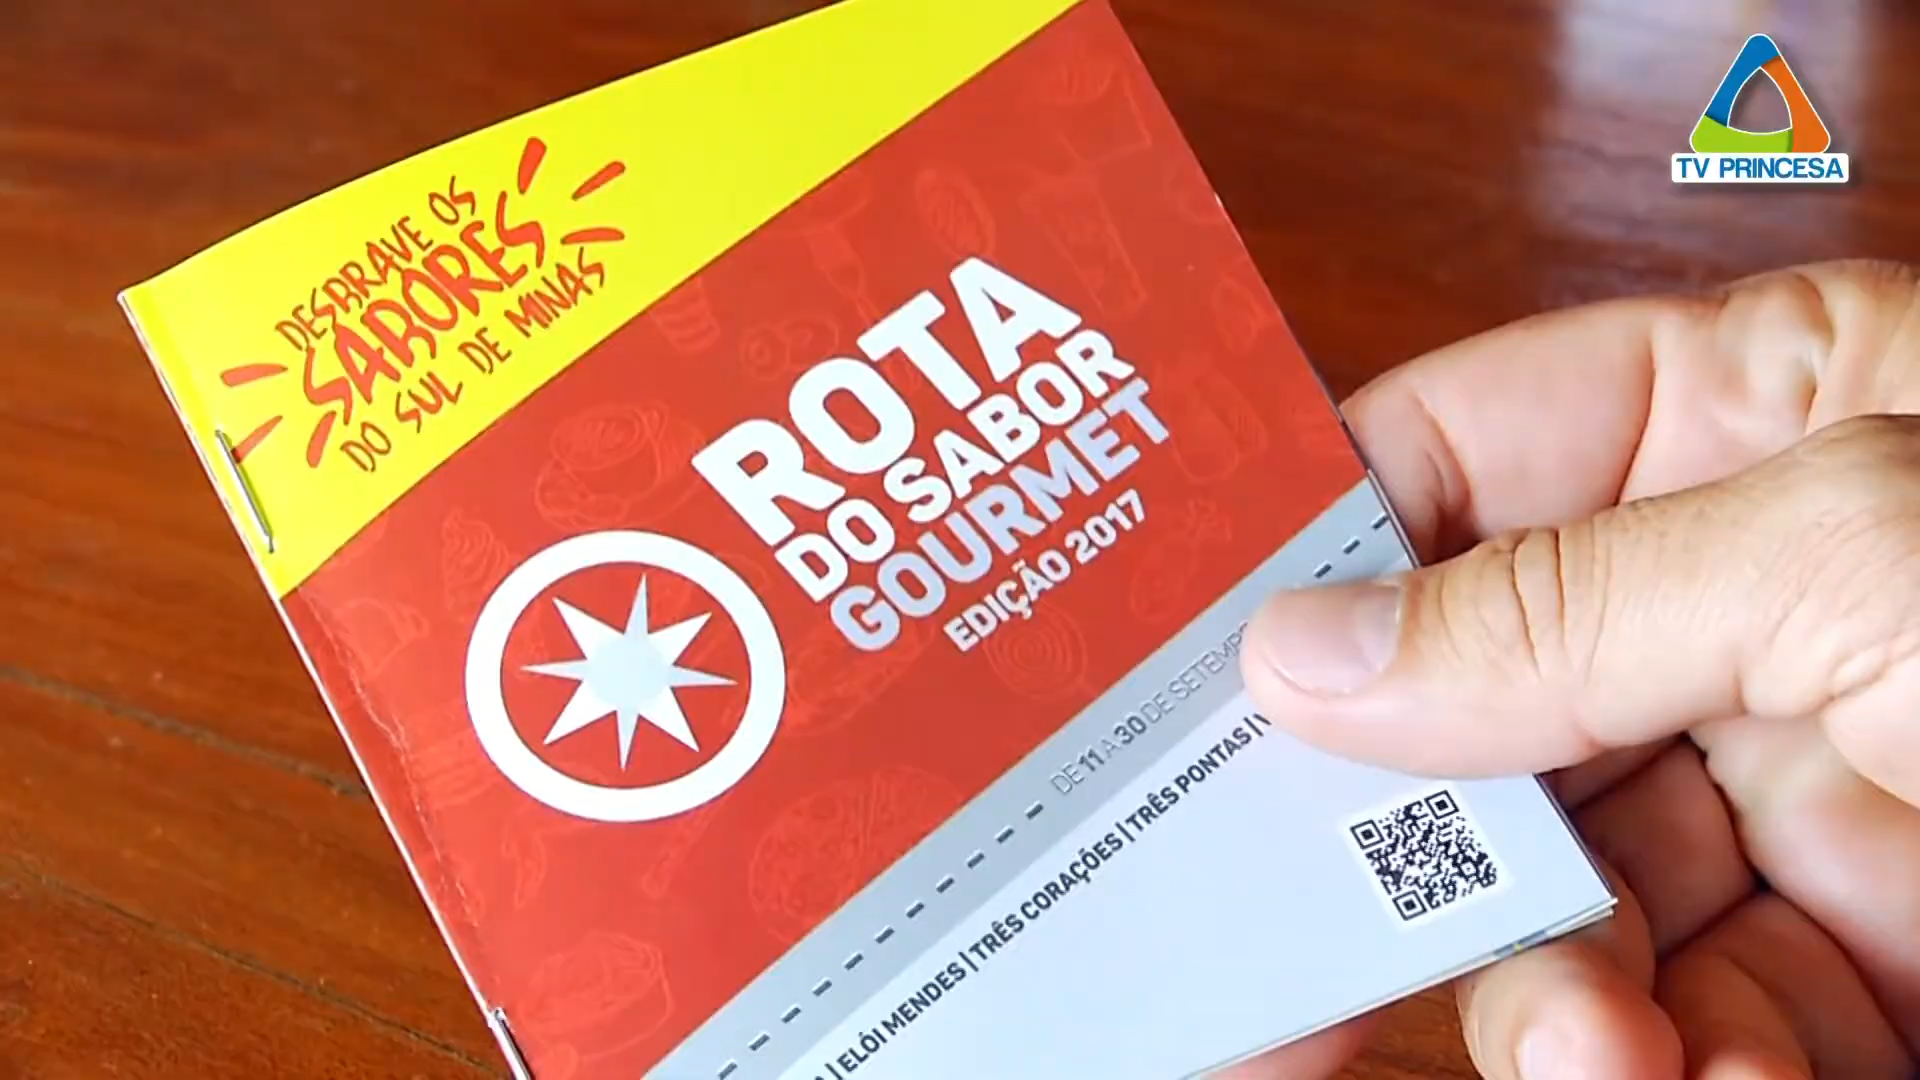 TV PRINCESA
DESBRAVE OS
SABORES
DO SUL DE MINAS
ROTA
DO SABOR
GOURMET
EDIÇÃO 2017
DE 11 A 30 DE
| ELÓI MENDES | TRÊS CORAÇÕES | TRÊS PONTAS |